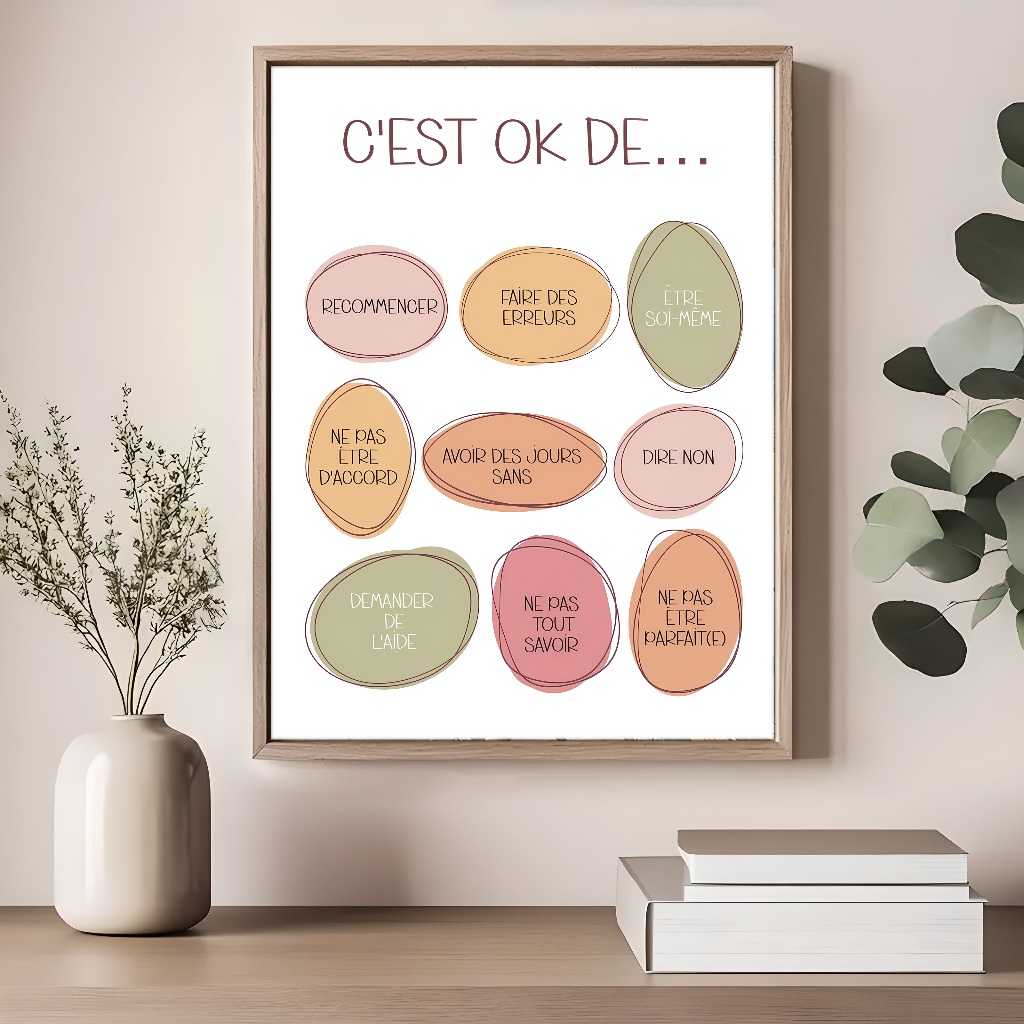 C'EST OK DE...
RECOMMENCER
FAIRE DES
ERREURS
ÊTRE
SOI-MÊME
NE PAS
ÊTRE
D'ACCORD
AVOIR DES JOURS
SANS
DIRE NON
DEMANDER
DE
L'AIDE
NE PAS
TOUT
SAVOIR
NE PAS
ÊTRE
PARFAIT(E)